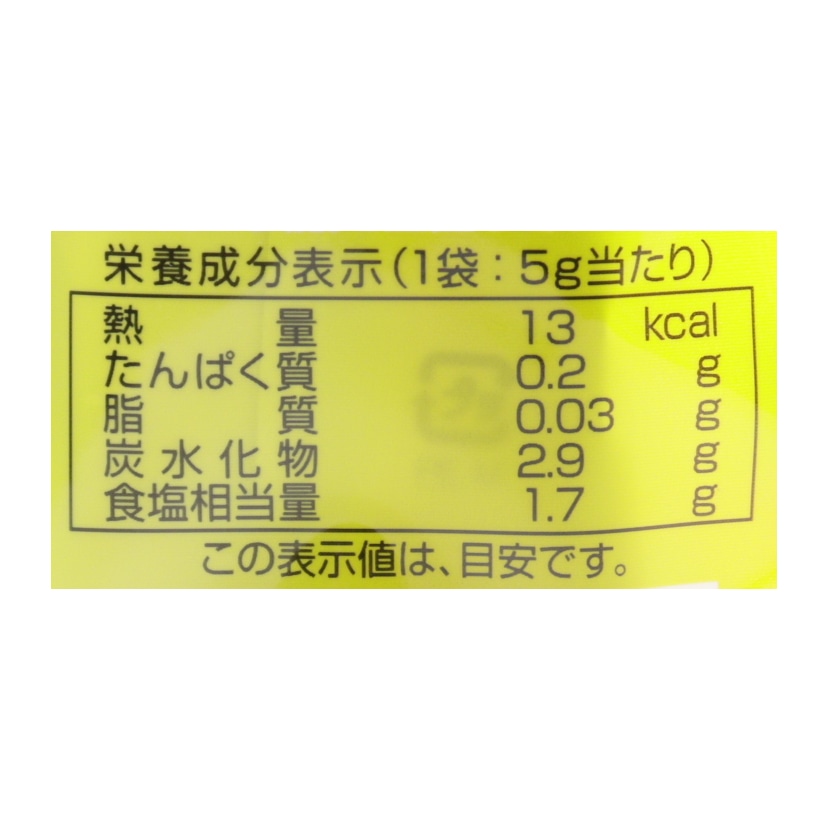 栄養成分表示(1袋:5g当たり)
熱量 13 kcal
たんぱく質 0.2 g
脂質 0.03 g
炭水化物 2.9 g
食塩相当量 1.7 g
この表示値は、目安です。